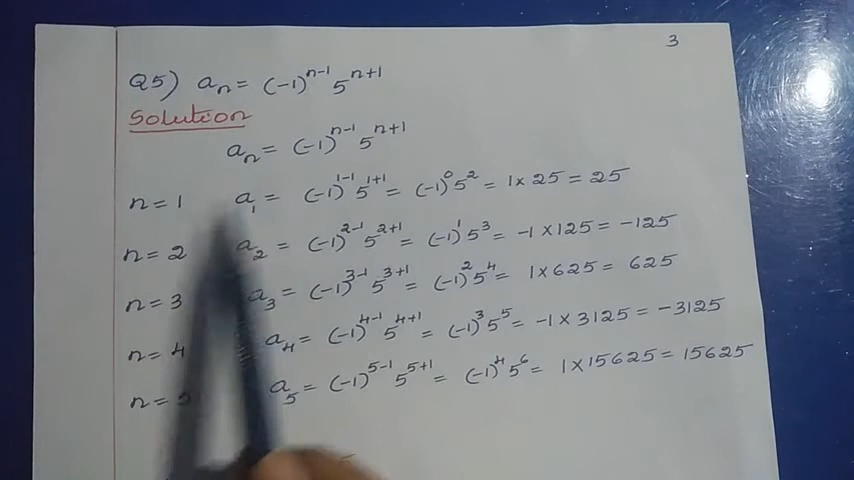 3
Q5) aₙ = (-1)ⁿ⁻¹ 5ⁿ⁺¹
Solution
aₙ = (-1)ⁿ⁻¹ 5ⁿ⁺¹
n = 1 a₁ = (-1)¹⁻¹ 5¹⁺¹ = (-1)⁰ 5² = 1 × 25 = 25
n = 2 a₂ = (-1)²⁻¹ 5²⁺¹ = (-1)¹ 5³ = -1 × 125 = -125
n = 3 a₃ = (-1)³⁻¹ 5³⁺¹ = (-1)² 5⁴ = 1 × 625 = 625
n = 4 a₄ = (-1)⁴⁻¹ 5⁴⁺¹ = (-1)³ 5⁵ = -1 × 3125 = -3125
n = 5 a₅ = (-1)⁵⁻¹ 5⁵⁺¹ = (-1)⁴ 5⁶ = 1 × 15625 = 15625